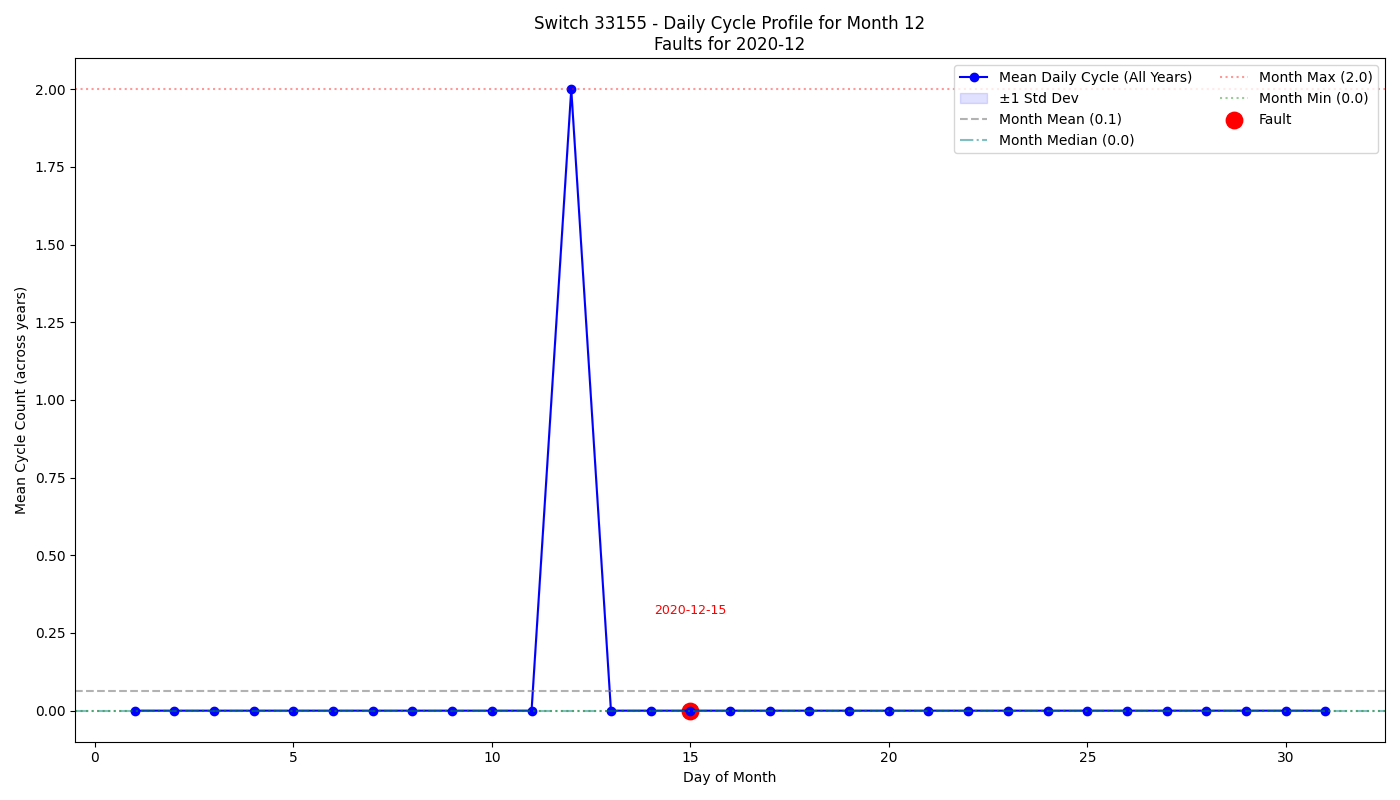 Switch 33155 - Daily Cycle Profile for Month 12
Faults for 2020-12
Mean Daily Cycle (All Years)
±1 Std Dev
Month Mean (0.1)
Month Median (0.0)
Month Max (2.0)
Month Min (0.0)
Fault
Mean Cycle Count (across years)
2.00
1.75
1.50
1.25
1.00
0.75
0.50
0.25
0.00
2020-12-15
0
5
10
15
20
25
30
Day of Month